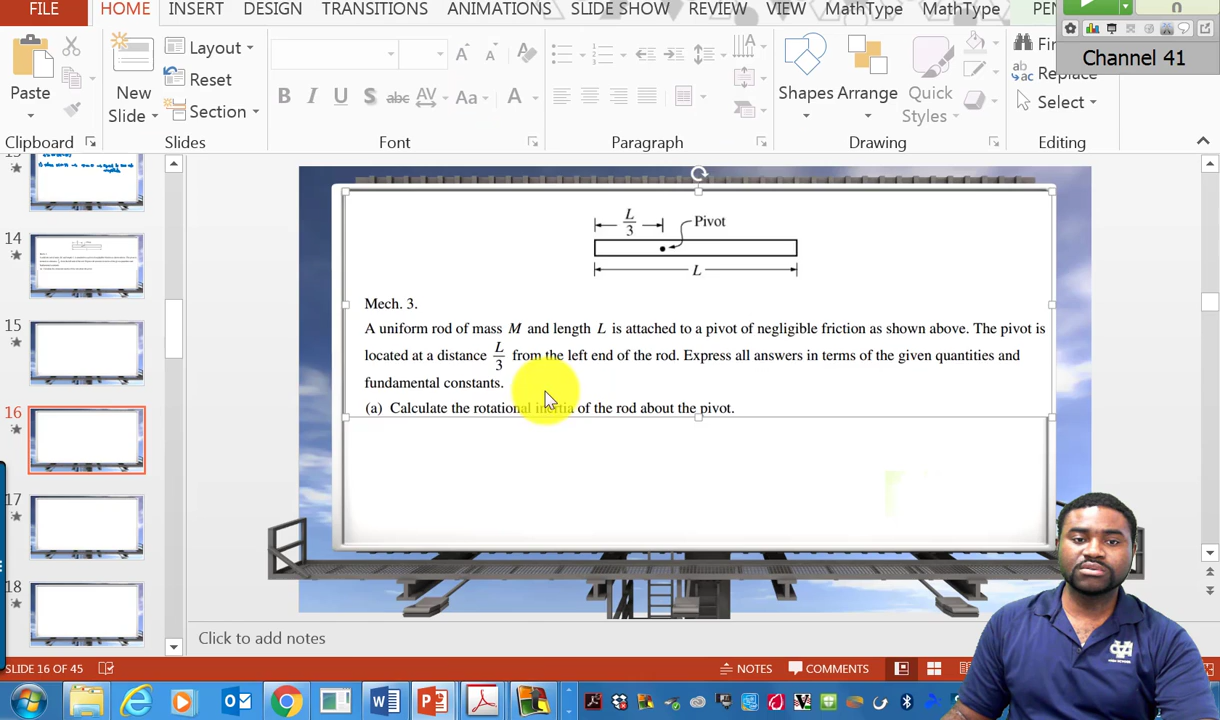 FILE HOME INSERT DESIGN TRANSITIONS ANIMATIONS SLIDE SHOW REVIEW VIEW MathType MathType
Channel 41
Paste
New
Slide
Layout
Reset
Section
B I U S abc AV Aa A
Shapes Arrange Quick
Styles
Replace
Select
Clipboard Slides Font Paragraph Drawing Editing
14
15
16
17
18
L
3
Pivot
L
Mech. 3.
A uniform rod of mass M and length L is attached to a pivot of negligible friction as shown above. The pivot is
located at a distance L/3 from the left end of the rod. Express all answers in terms of the given quantities and
fundamental constants.
(a) Calculate the rotational inertia of the rod about the pivot.
Click to add notes
SLIDE 16 OF 45
NOTES COMMENTS